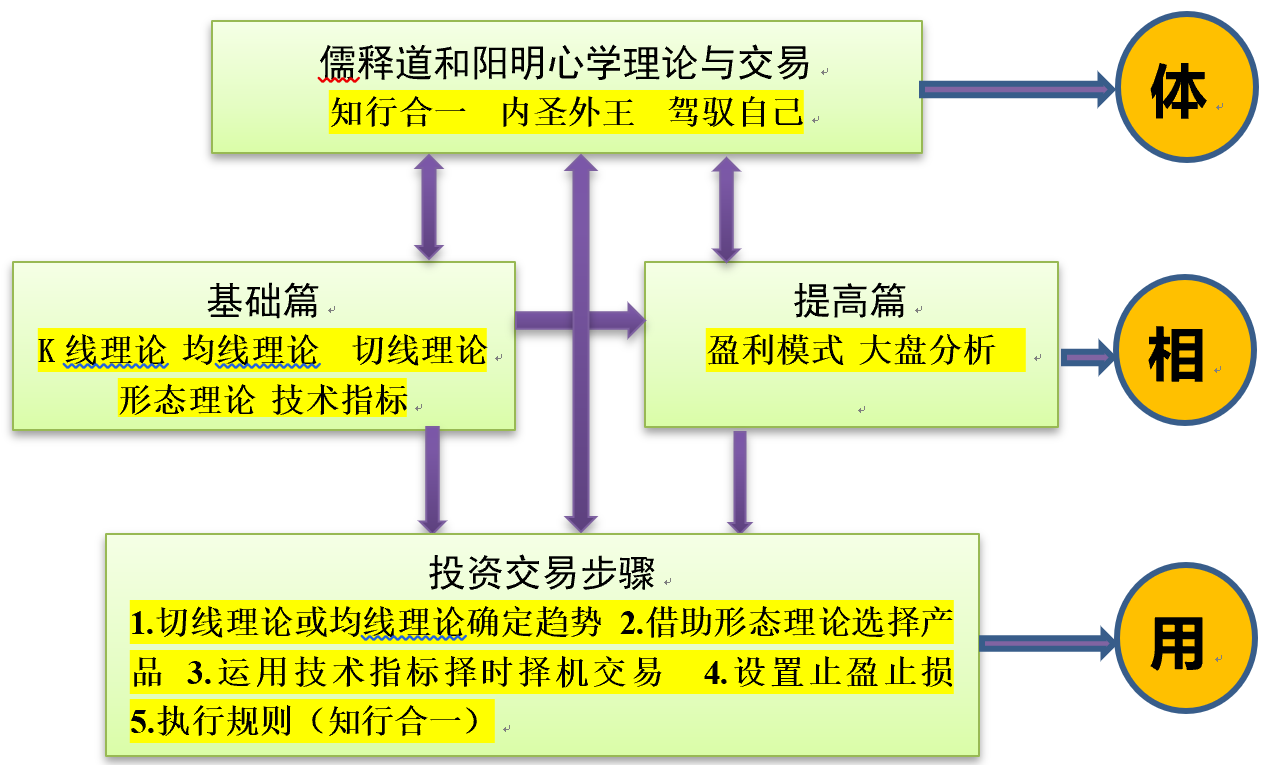 儒释道和阳明心学理论与交易
知行合一 内圣外王 驾驭自己
体
基础篇
K 线理论 均线理论 切线理论
形态理论 技术指标
提高篇
盈利模式 大盘分析
相
投资交易步骤
1.切线理论或均线理论确定趋势 2.借助形态理论选择产
品 3.运用技术指标择时择机交易 4.设置止盈止损
5.执行规则（知行合一）
用